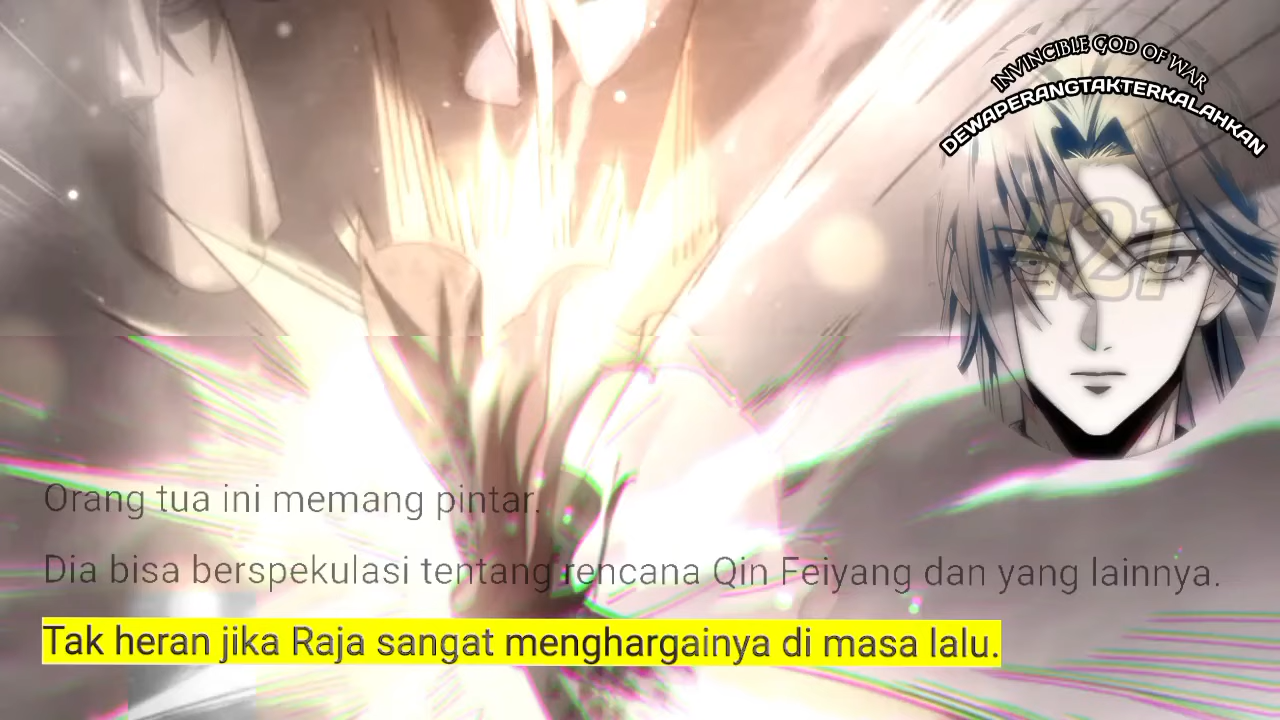 INVINCIBLE GOD OF WAR
DEWAPERANGTAKTERKALAHKAN
421
Orang tua ini memang pintar.
Dia bisa berspekulasi tentang rencana Qin Feiyang dan yang lainnya.
Tak heran jika Raja sangat menghargainya di masa lalu.